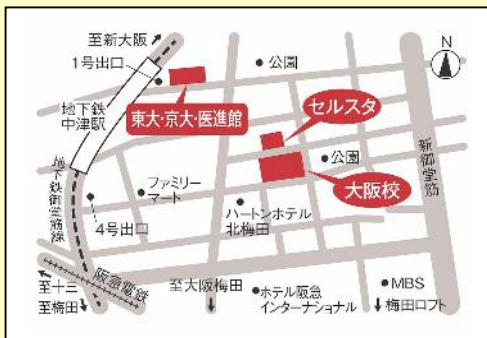 至新大阪
1号出口
公園
N
地下鉄
中津駅
東大・京大・医進館
セルスタ
公園
新御堂筋
地下鉄御堂筋線
ファミリー
マート
大阪校
4号出口
ハートンホテル
北梅田
阪急電鉄
至十三
至梅田
至大阪梅田
ホテル阪急
インターナショナル
MBS
梅田ロフト